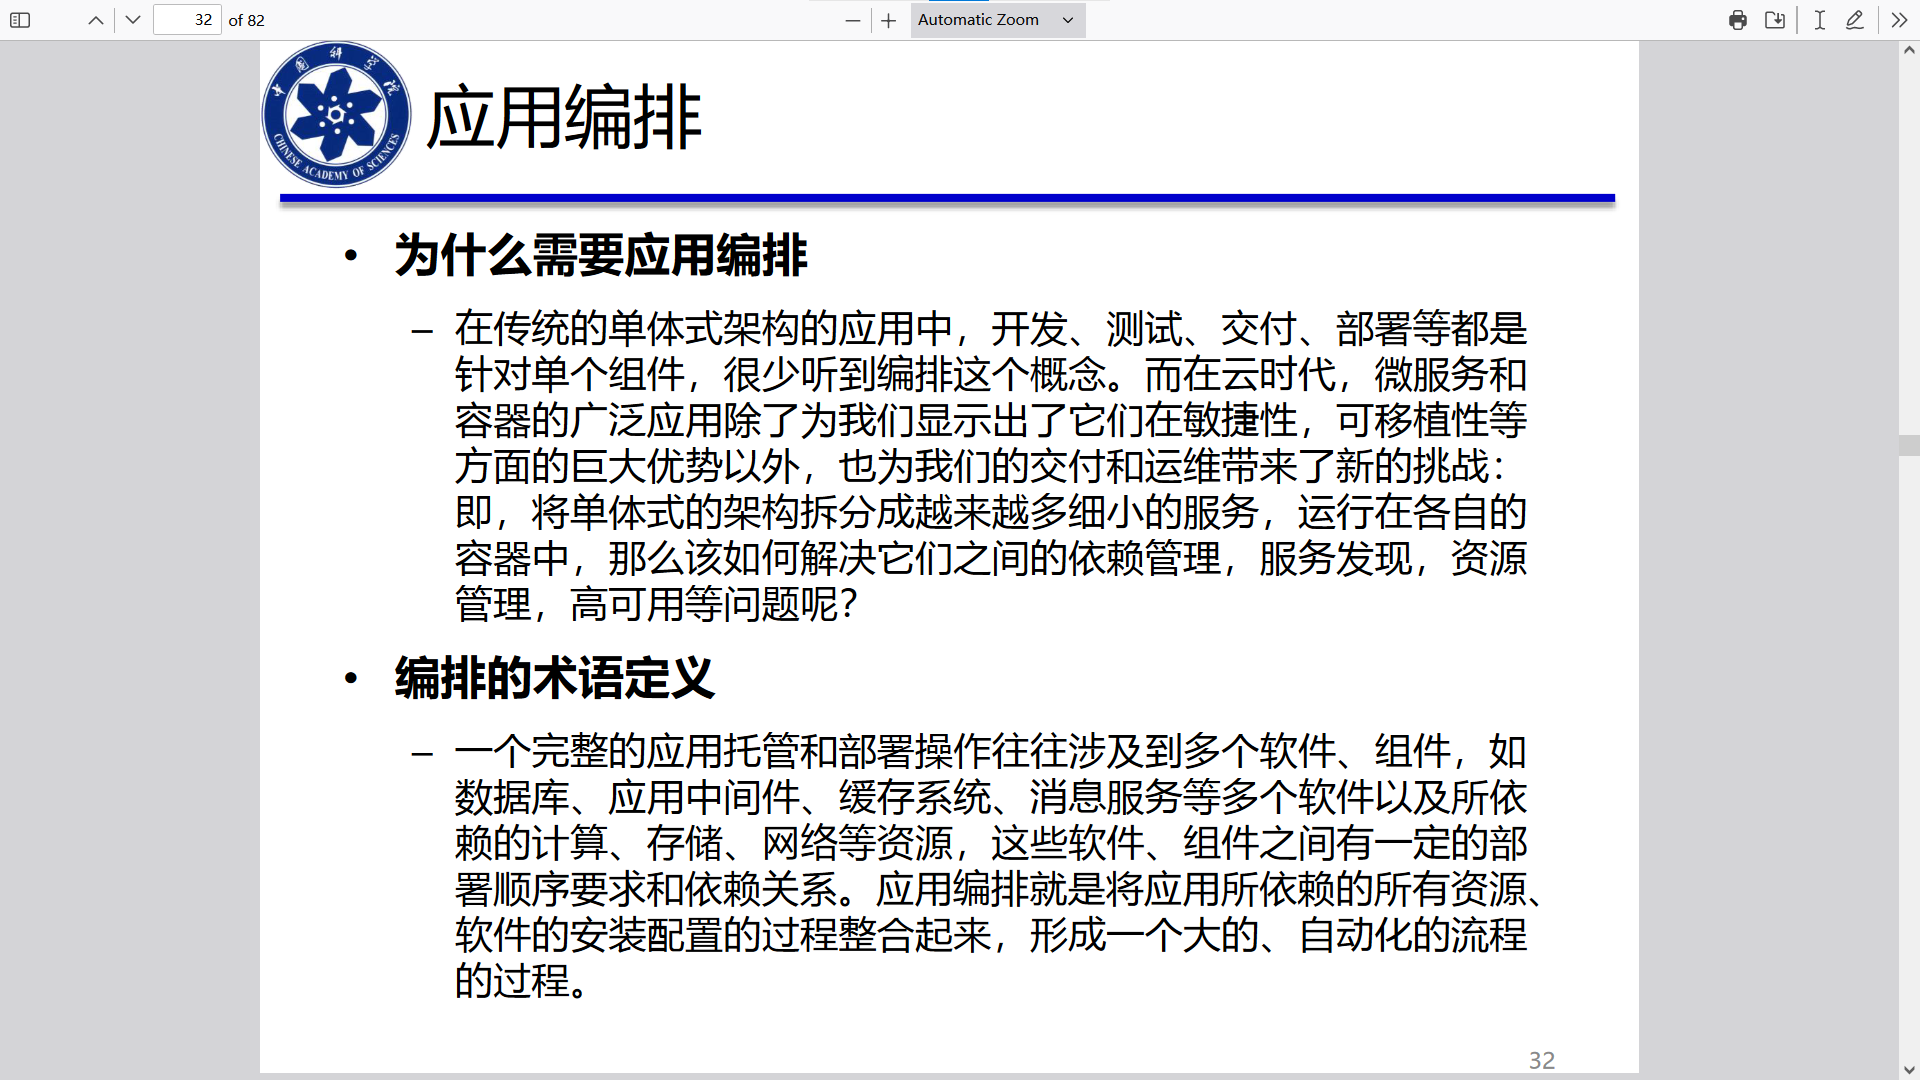 32 of 82
Automatic Zoom
中国科学院
CHINESE ACADEMY OF SCIENCES
应用编排
• 为什么需要应用编排
– 在传统的单体式架构的应用中，开发、测试、交付、部署等都是
针对单个组件，很少听到编排这个概念。而在云时代，微服务和
容器的广泛应用除了为我们显示出了它们在敏捷性，可移植性等
方面的巨大优势以外，也为我们的交付和运维带来了新的挑战：
即，将单体式的架构拆分成越来越多细小的服务，运行在各自的
容器中，那么该如何解决它们之间的依赖管理，服务发现，资源
管理，高可用等问题呢？
• 编排的术语定义
– 一个完整的应用托管和部署操作往往涉及到多个软件、组件，如
数据库、应用中间件、缓存系统、消息服务等多个软件以及所依
赖的计算、存储、网络等资源，这些软件、组件之间有一定的部
署顺序要求和依赖关系。应用编排就是将应用所依赖的所有资源、
软件的安装配置的过程整合起来，形成一个大的、自动化的流程
的过程。
32